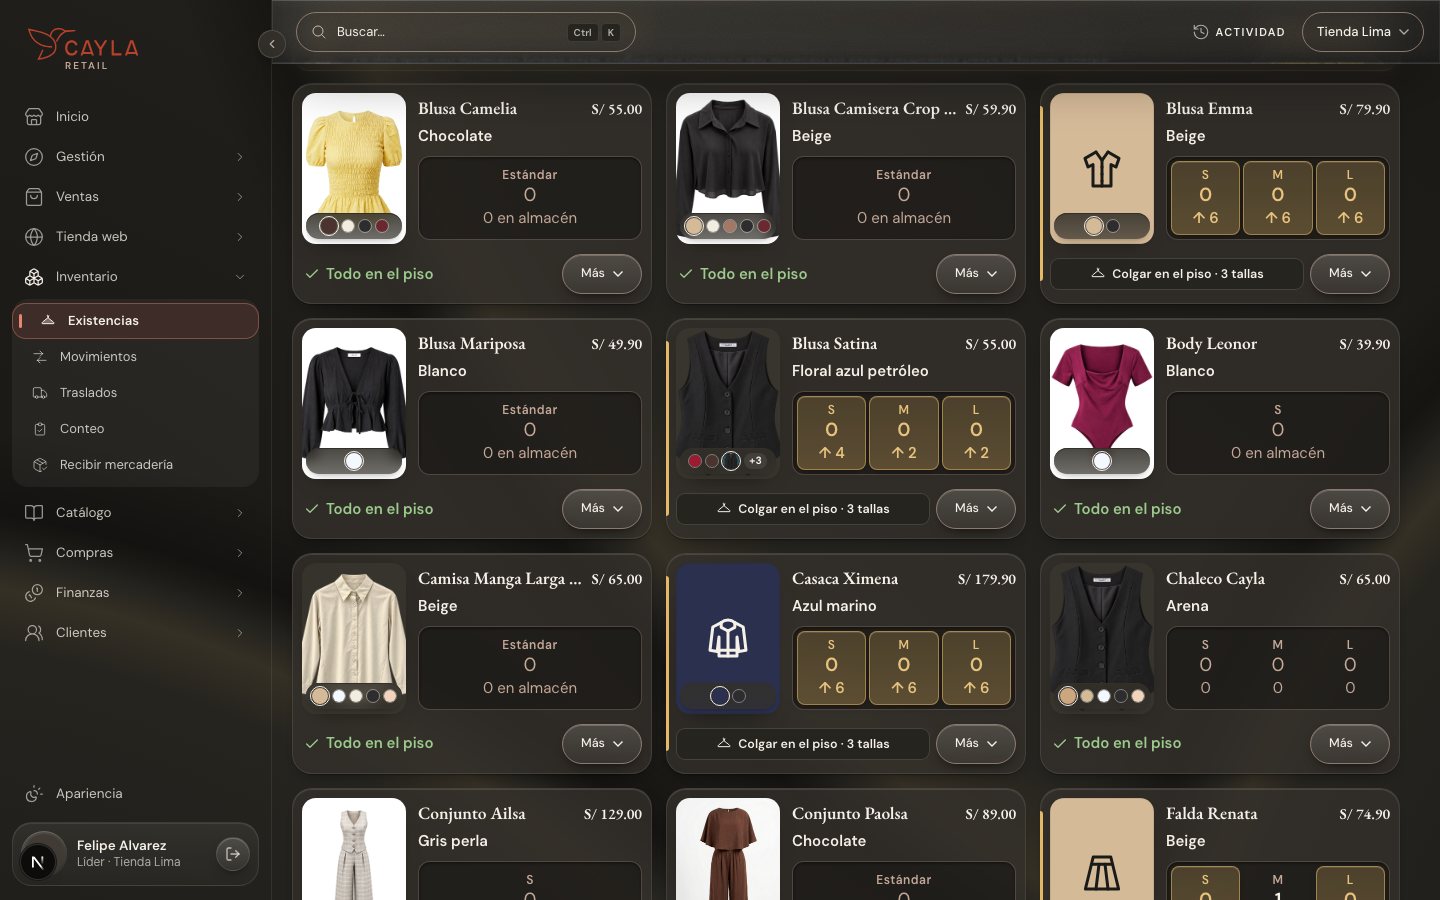 CAYLA
RETAIL
Buscar...
Ctrl K
ACTIVIDAD
Tienda Lima
Inicio
Gestión
Ventas
Tienda web
Inventario
Existencias
Movimientos
Traslados
Conteo
Recibir mercadería
Catálogo
Compras
Finanzas
Clientes
Apariencia
N
Felipe Alvarez
Líder · Tienda Lima
Blusa Camelia S/ 55.00
Chocolate
Estándar
0
0 en almacén
Todo en el piso
Más
Blusa Camisera Crop ... S/ 59.90
Beige
Estándar
0
0 en almacén
Todo en el piso
Más
Blusa Emma S/ 79.90
Beige
S M L
0 0 0
↑ 6 ↑ 6 ↑ 6
Colgar en el piso · 3 tallas
Más
Blusa Mariposa S/ 49.90
Blanco
Estándar
0
0 en almacén
Todo en el piso
Más
Blusa Satina S/ 55.00
Floral azul petróleo
+3
S M L
0 0 0
↑ 4 ↑ 2 ↑ 2
Colgar en el piso · 3 tallas
Más
Body Leonor S/ 39.90
Blanco
S
0
0 en almacén
Todo en el piso
Más
Camisa Manga Larga ... S/ 65.00
Beige
Estándar
0
0 en almacén
Todo en el piso
Más
Casaca Ximena S/ 179.90
Azul marino
S M L
0 0 0
↑ 6 ↑ 6 ↑ 6
Colgar en el piso · 3 tallas
Más
Chaleco Cayla S/ 65.00
Arena
S M L
0 0 0
0 0 0
Todo en el piso
Más
Conjunto Ailsa S/ 129.00
Gris perla
S
0
Conjunto Paolsa S/ 89.00
Chocolate
Estándar
0
Falda Renata S/ 74.90
Beige
S M L
0 1 0